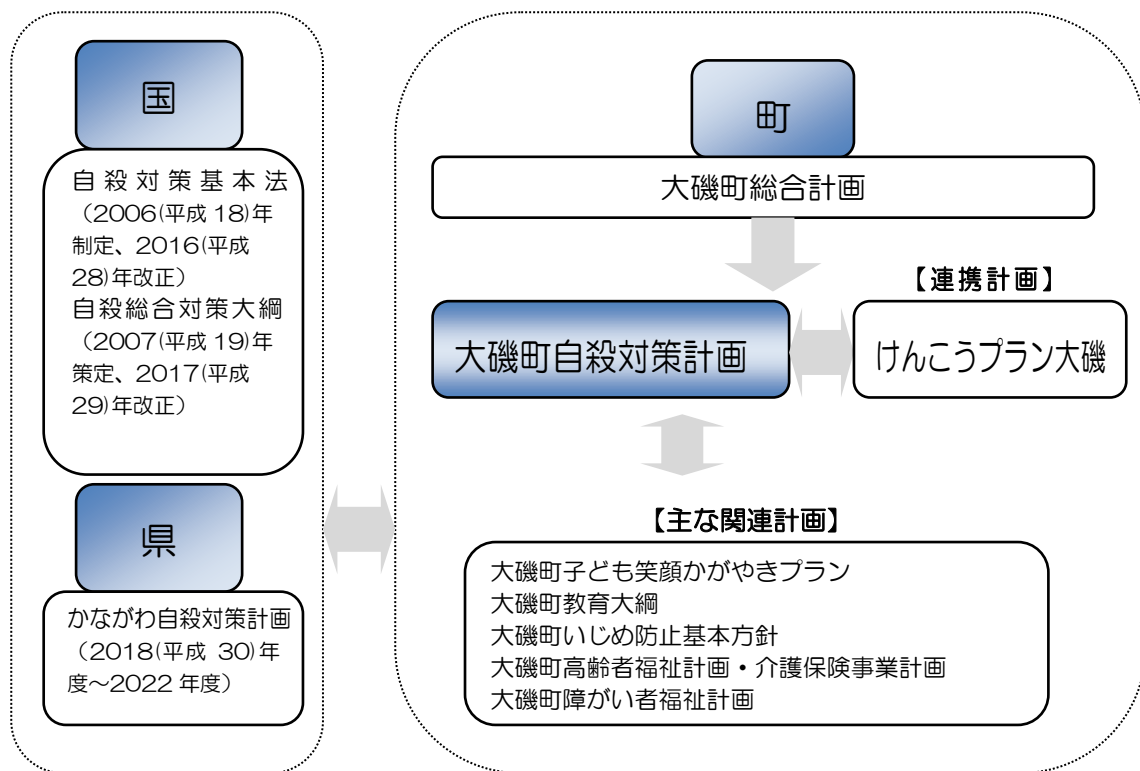 国
自殺対策基本法
（2006(平成18)年
制定、2016(平成
28)年改正）
自殺総合対策大綱
（2007(平成19)年
策定、2017(平成
29)年改正）
県
かながわ自殺対策計画
（2018(平成 30)年
度～2022 年度）
町
大磯町総合計画
大磯町自殺対策計画
【連携計画】
けんこうプラン大磯
【主な関連計画】
大磯町子ども笑顔かがやきプラン
大磯町教育大綱
大磯町いじめ防止基本方針
大磯町高齢者福祉計画・介護保険事業計画
大磯町障がい者福祉計画